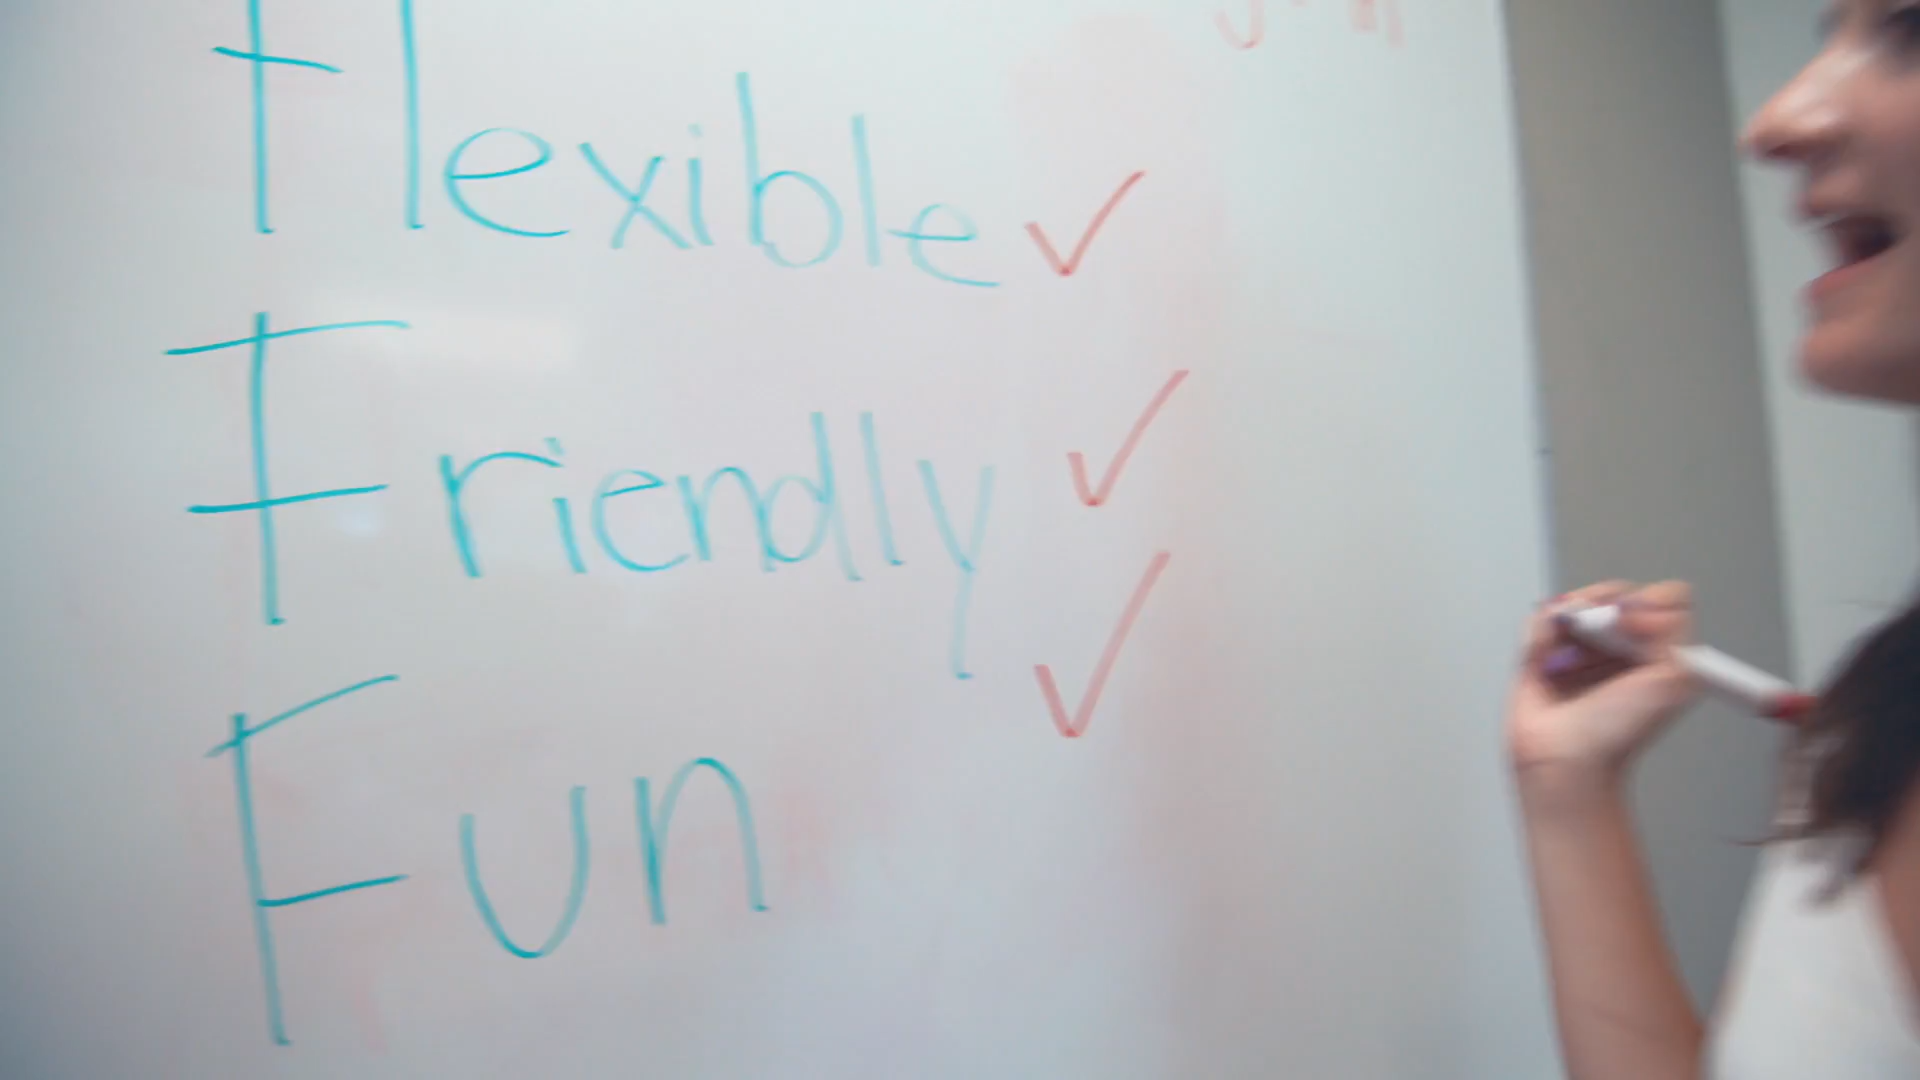 Flexible ✓
Friendly ✓
Fun ✓